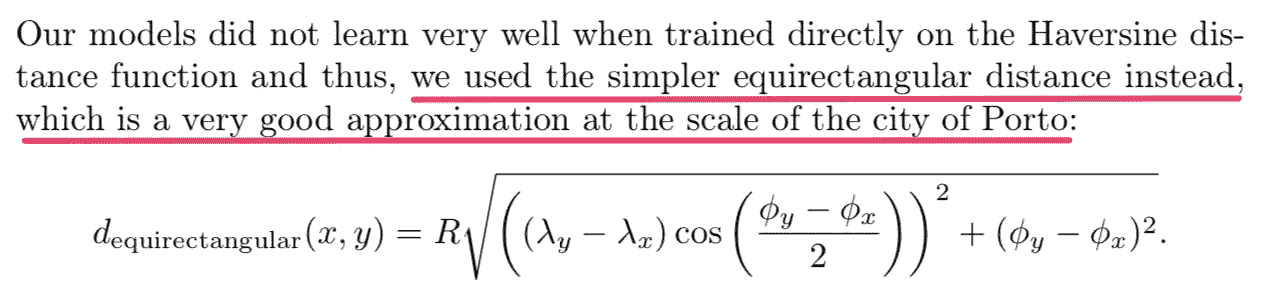 Our models did not learn very well when trained directly on the Haversine dis-
tance function and thus, we used the simpler equirectangular distance instead,
which is a very good approximation at the scale of the city of Porto:
d_equirectangular(x, y) = R√(((λ_y − λ_x) cos((ϕ_y − ϕ_x)/2))² + (ϕ_y − ϕ_x)²).